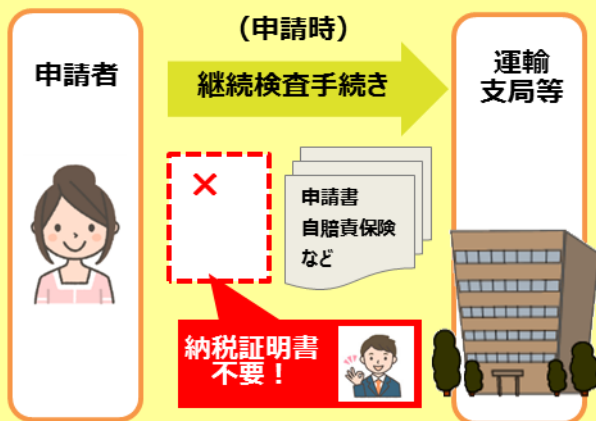 申請者
(申請時)
継続検査手続き
運輸
支局等
×
申請書
自賠責保険
など
納税証明書
不要！